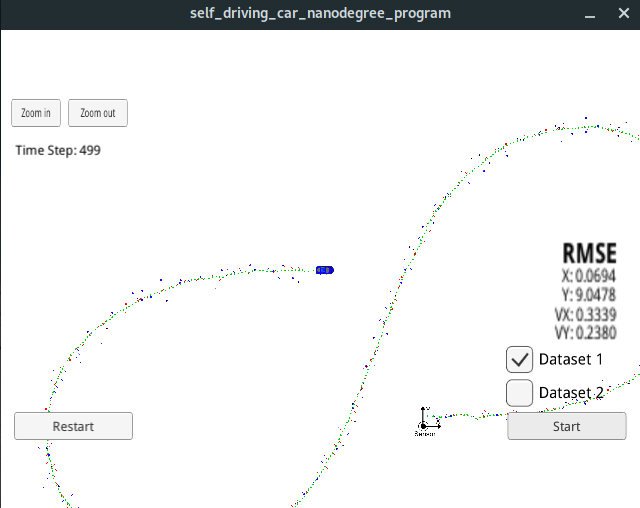 self_driving_car_nanodegree_program
Zoom in
Zoom out
Time Step: 499
RMSE
X: 0.0694
Y: 9.0478
VX: 0.3339
VY: 0.2380
Dataset 1
Dataset 2
Sensor
Restart
Start